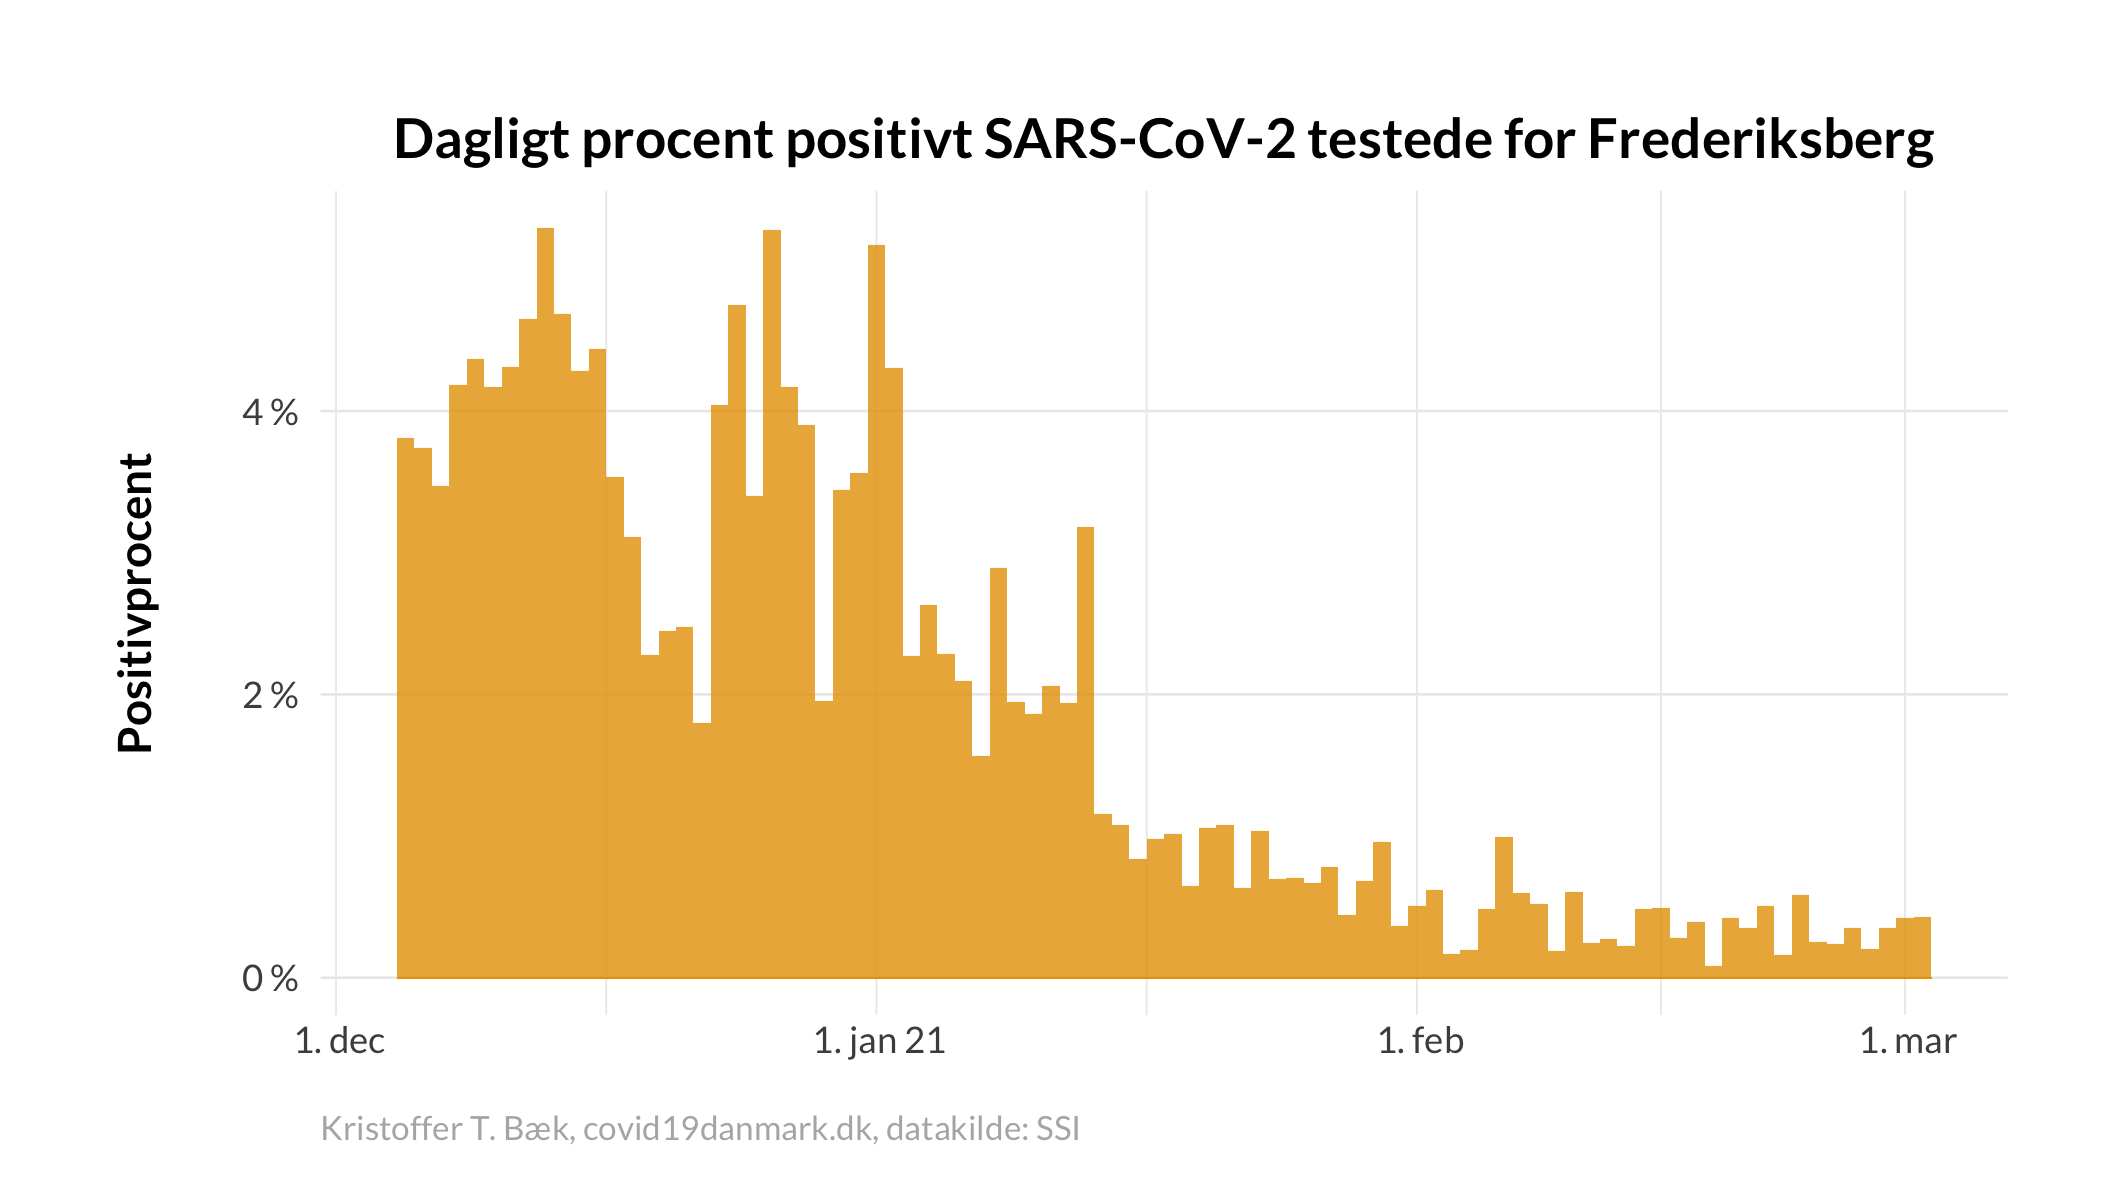 Dagligt procent positivt SARS-CoV-2 testede for Frederiksberg
Positivprocent
4 %
2 %
0 %
1. dec
1. jan 21
1. feb
1. mar
Kristoffer T. Bæk, covid19danmark.dk, datakilde: SSI